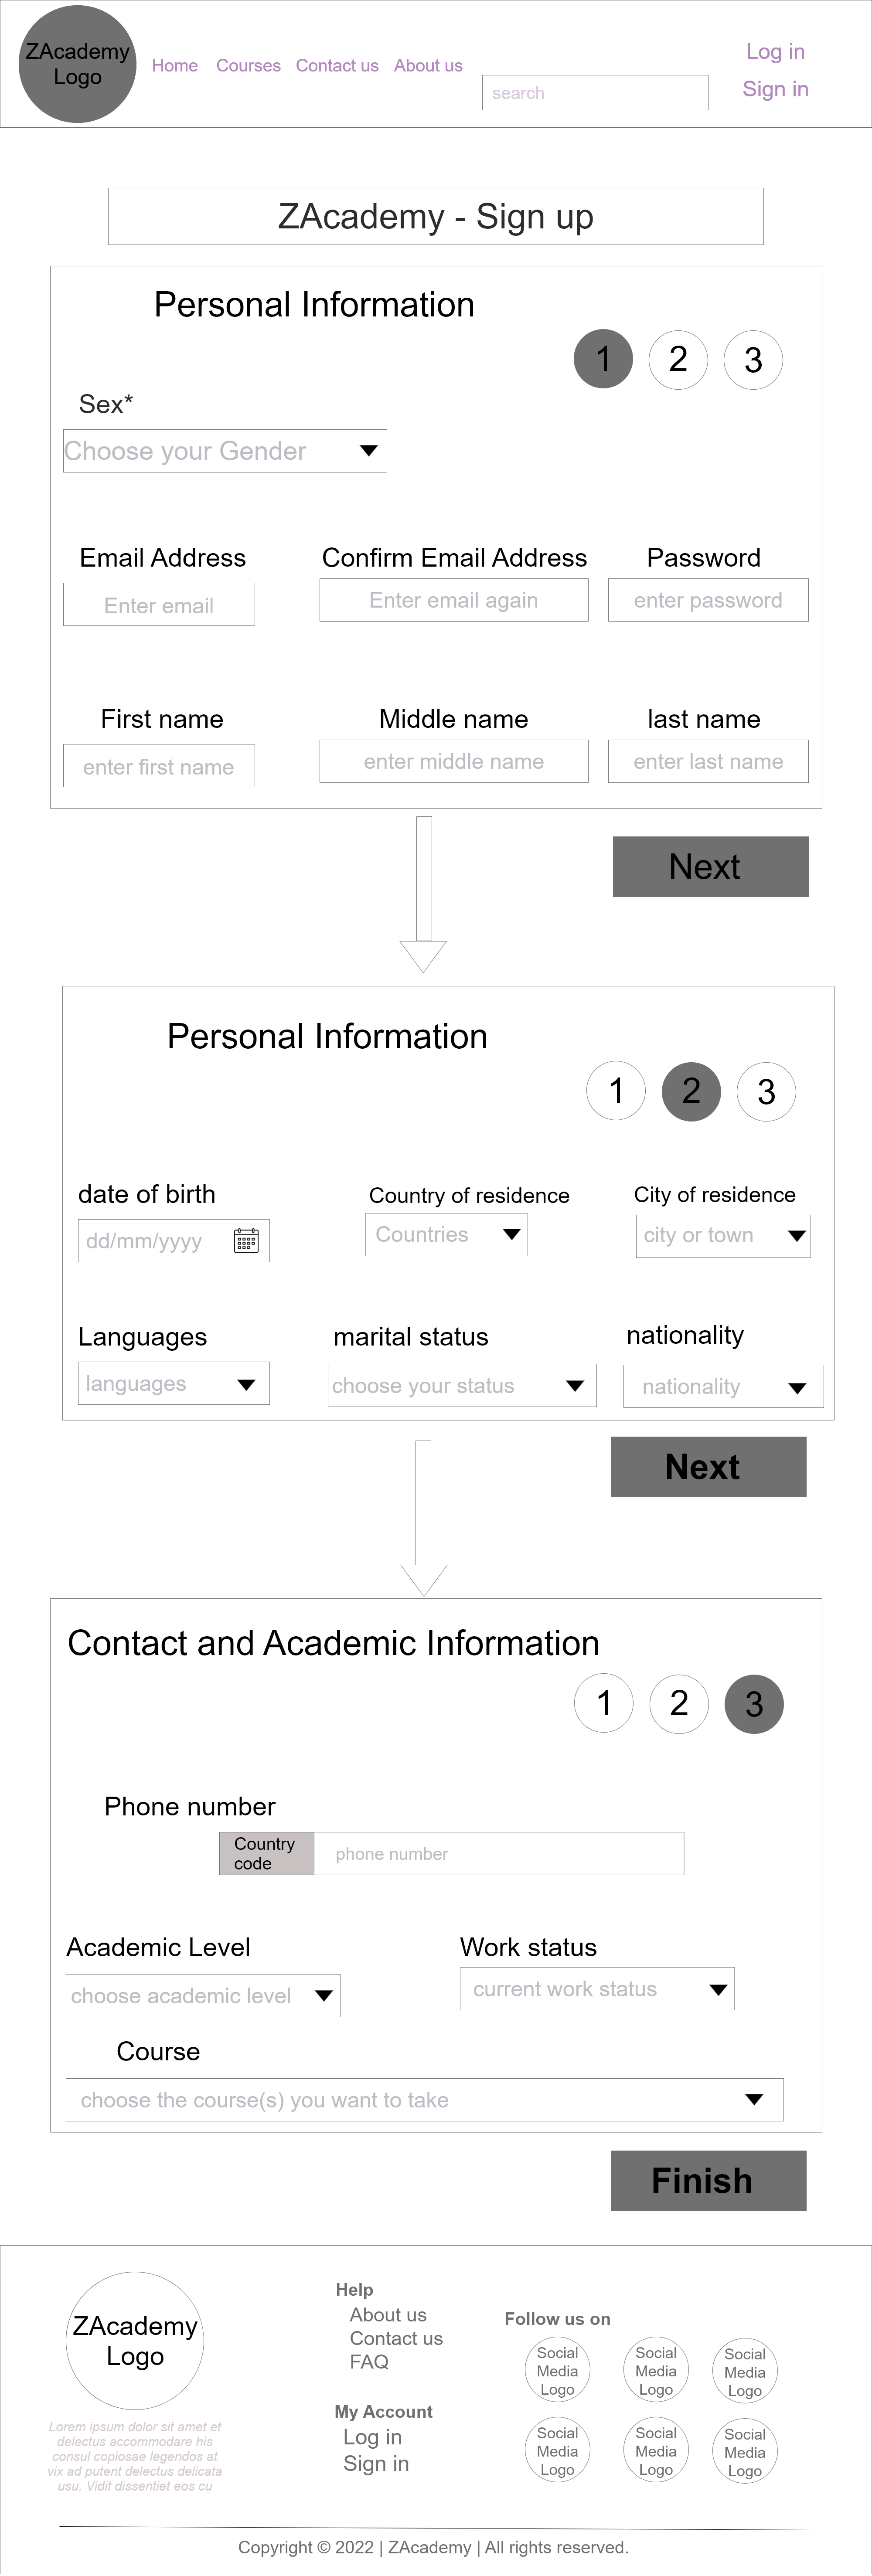 ZAcademy
Logo
Home Courses Contact us About us
search
Log in
Sign in
ZAcademy - Sign up
Personal Information
1 2 3
Sex*
Choose your Gender
Email Address Confirm Email Address Password
Enter email Enter email again enter password
First name Middle name last name
enter first name enter middle name enter last name
Next
Personal Information
1 2 3
date of birth Country of residence City of residence
dd/mm/yyyy Countries city or town
Languages marital status nationality
languages choose your status nationality
Next
Contact and Academic Information
1 2 3
Phone number
Country
code
phone number
Academic Level Work status
choose academic level current work status
Course
choose the course(s) you want to take
Finish
ZAcademy
Logo
Lorem ipsum dolor sit amet et
delectus accommodare his
consul copiosae legendos at
vix ad putent delectus delicata
usu. Vidit dissentiet eos cu
Help
About us
Contact us
FAQ
My Account
Log in
Sign in
Follow us on
Social
Media
Logo
Social
Media
Logo
Social
Media
Logo
Social
Media
Logo
Social
Media
Logo
Social
Media
Logo
Copyright © 2022 | ZAcademy | All rights reserved.